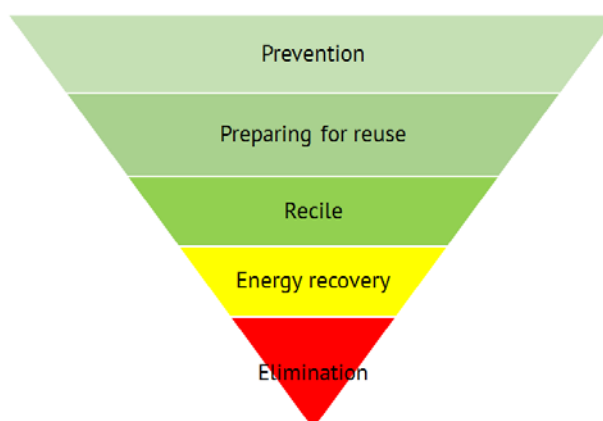 Prevention
Preparing for reuse
Recile
Energy recovery
Elimination